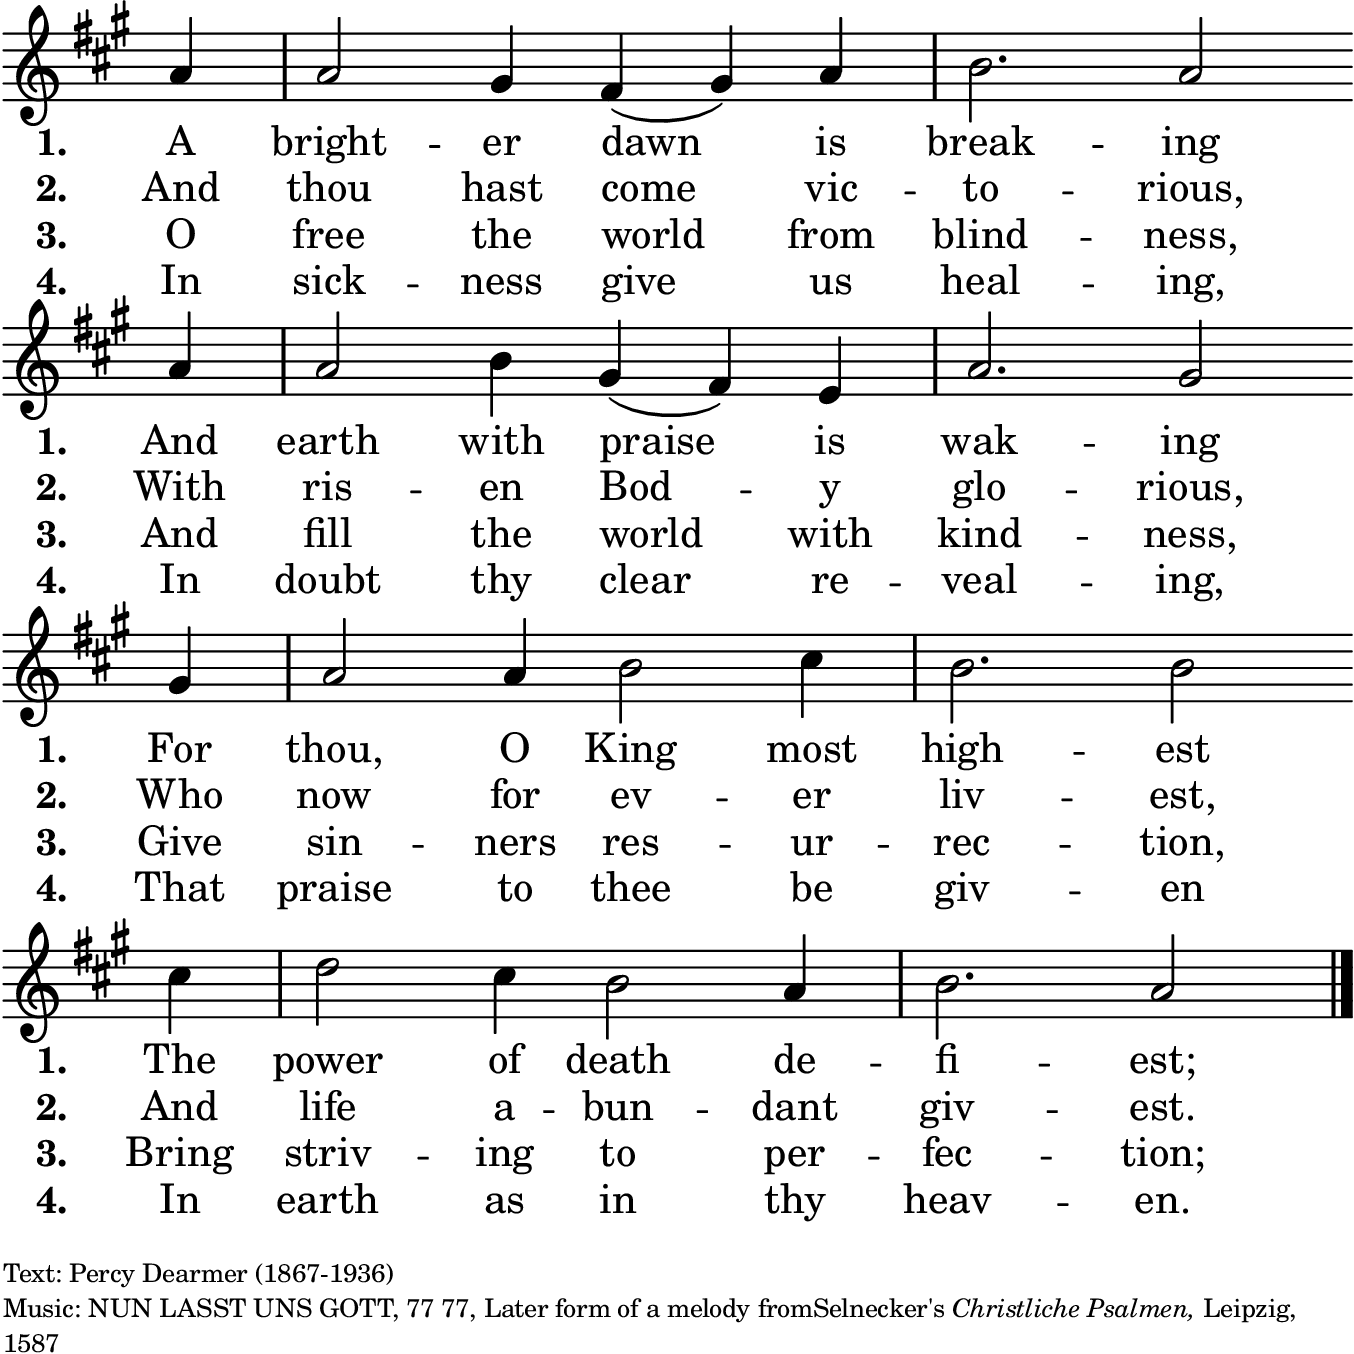 1. A bright -- er dawn is break -- ing
2. And thou hast come vic -- to -- rious,
3. O free the world from blind -- ness,
4. In sick -- ness give us heal -- ing,
1. And earth with praise is wak -- ing
2. With ris -- en Bod -- y glo -- rious,
3. And fill the world with kind -- ness,
4. In doubt thy clear re -- veal -- ing,
1. For thou, O King most high -- est
2. Who now for ev -- er liv -- est,
3. Give sin -- ners res -- ur -- rec -- tion,
4. That praise to thee be giv -- en
1. The power of death de -- fi -- est;
2. And life a -- bun -- dant giv -- est.
3. Bring striv -- ing to per -- fec -- tion;
4. In earth as in thy heav -- en.
Text: Percy Dearmer (1867-1936)
Music: NUN LASST UNS GOTT, 77 77, Later form of a melody fromSelnecker's Christliche Psalmen, Leipzig,
1587